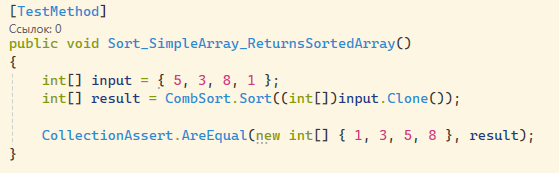 [TestMethod]
Ссылок: 0
public void Sort_SimpleArray_ReturnsSortedArray()
{
int[] input = { 5, 3, 8, 1 };
int[] result = CombSort.Sort((int[])input.Clone());
CollectionAssert.AreEqual(new int[] { 1, 3, 5, 8 }, result);
}